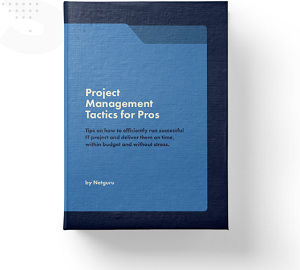 Project
Management
Tactics for Pros
Tips on how to efficiently run successful
IT project and deliver them on time,
within budget and without stress.
by Netguru